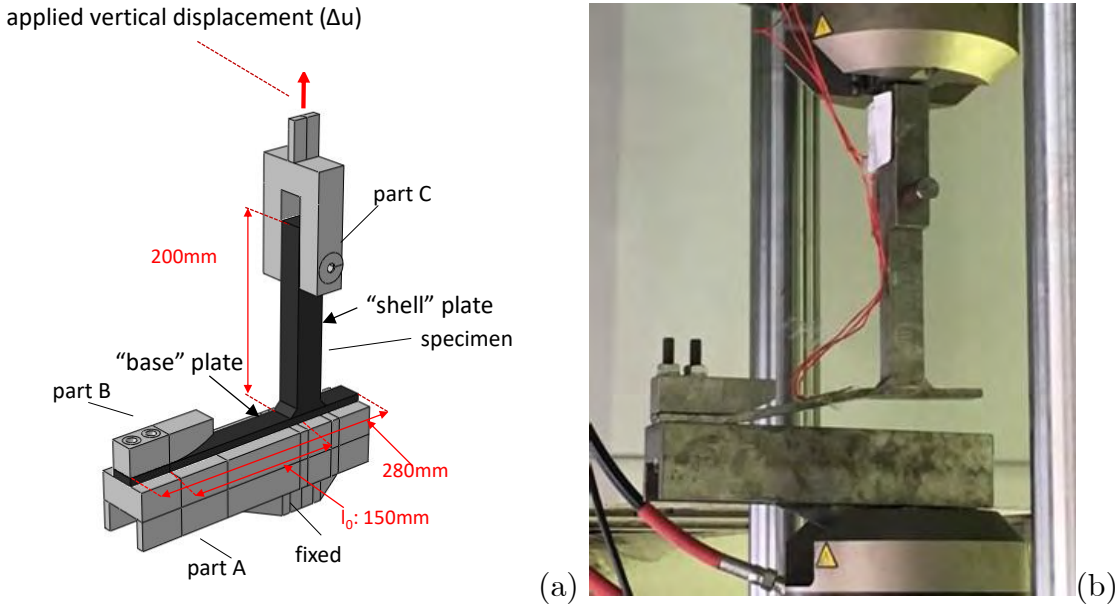 applied vertical displacement (Δu)
part C
200mm
“shell” plate
specimen
“base” plate
part B
280mm
l₀: 150mm
fixed
part A
(a)
(b)